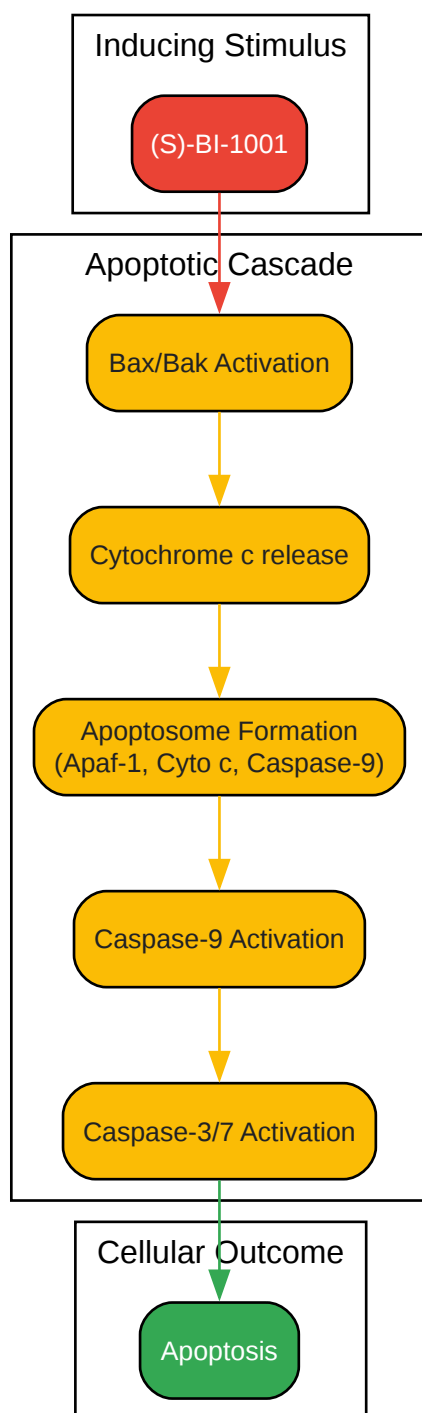 Inducing Stimulus
(S)-BI-1001
Apoptotic Cascade
Bax/Bak Activation
Cytochrome c release
Apoptosome Formation
(Apaf-1, Cyto c, Caspase-9)
Caspase-9 Activation
Caspase-3/7 Activation
Cellular Outcome
Apoptosis